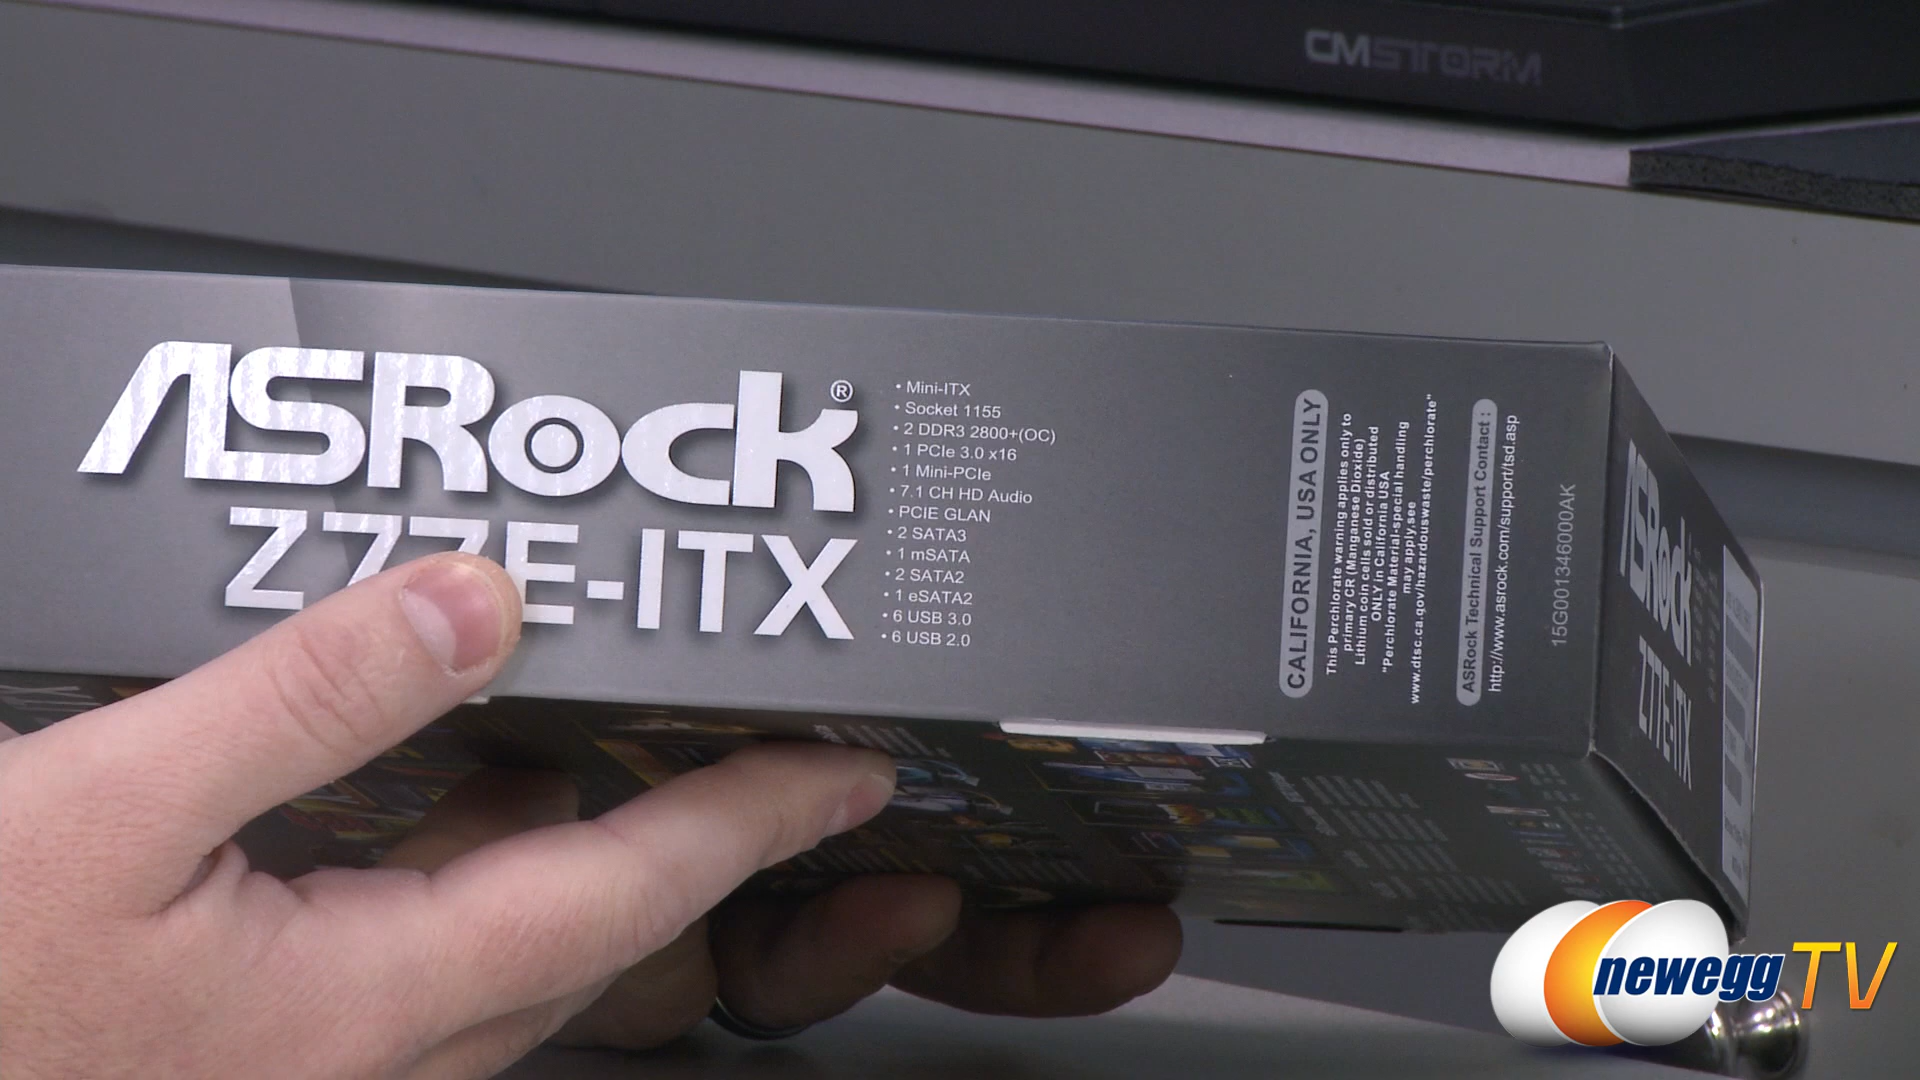 CMSTORM
ASRock®
Z77E-ITX
• Mini-ITX
• Socket 1155
• 2 DDR3 2800+(OC)
• 1 PCIe 3.0 x16
• 1 Mini-PCIe
• 7.1 CH HD Audio
• PCIE GLAN
• 2 SATA3
• 1 mSATA
• 2 SATA2
• 1 eSATA2
• 6 USB 3.0
• 6 USB 2.0
CALIFORNIA, USA ONLY
This Perchlorate warning applies only to
primary CR (Manganese Dioxide)
Lithium coin cells sold or distributed
ONLY in California USA
"Perchlorate Material-special handling
may apply,see
www.dtsc.ca.gov/hazardouswaste/perchlorate"
ASRock Technical Support Contact :
http://www.asrock.com/support/tsd.asp
15G001346000AK
ASRock
Z77E-ITX
newegg TV